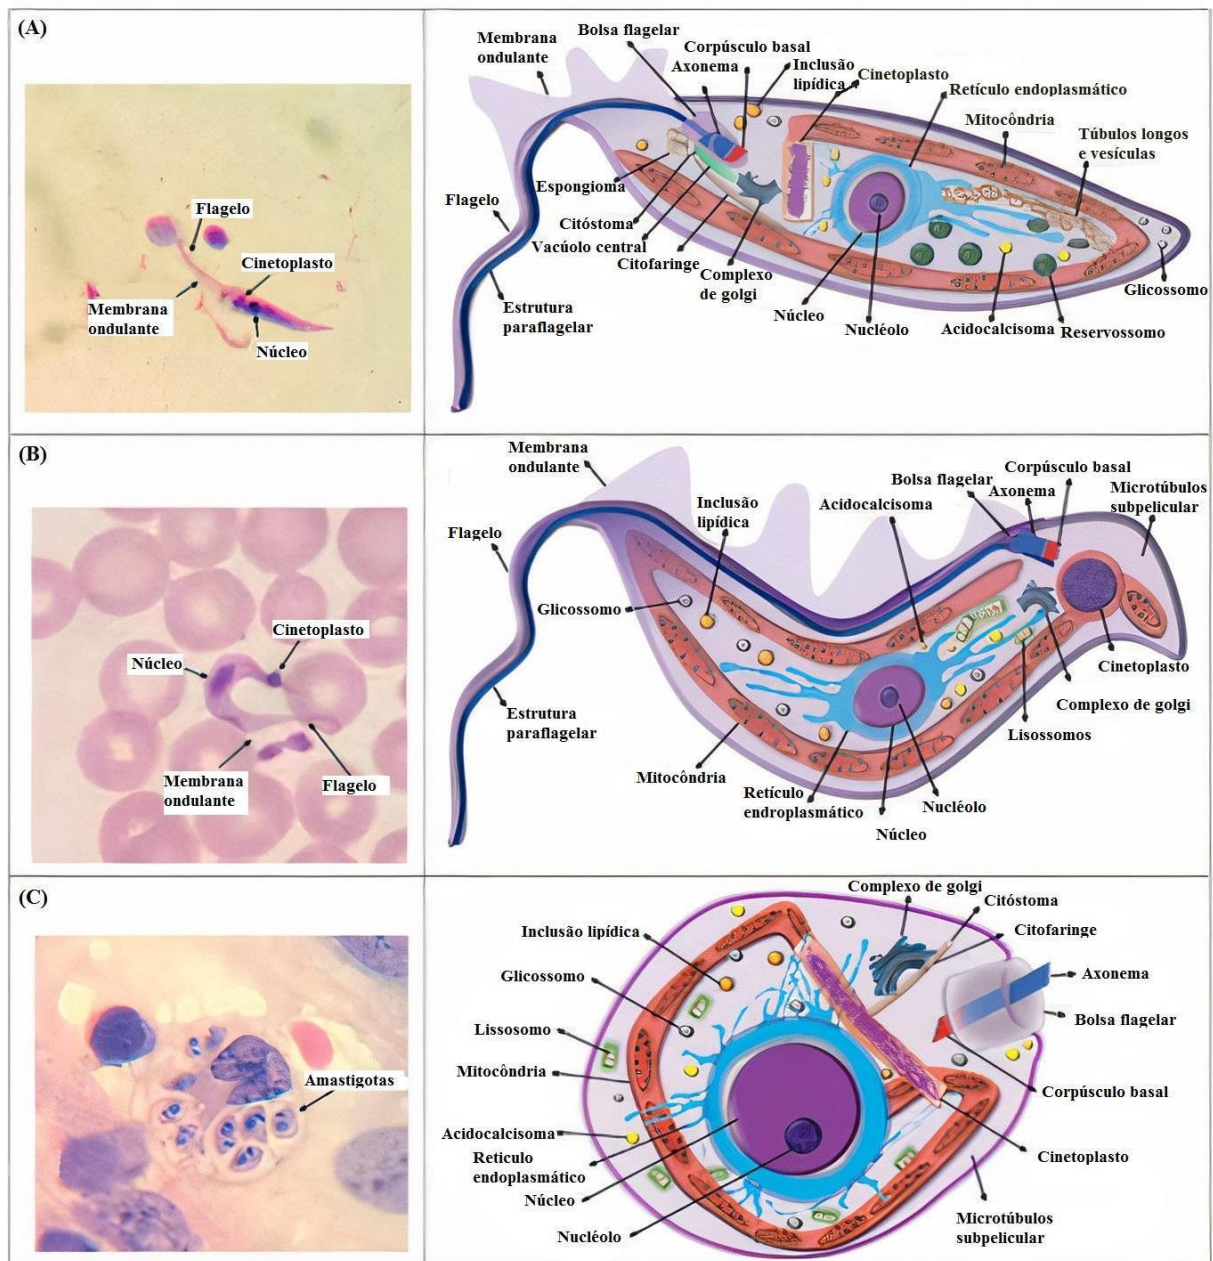 (A)
Flagelo
Cinetoplasto
Membrana
ondulante
Núcleo
Membrana
ondulante
Bolsa flagelar
Corpúsculo basal
Axonema
Inclusão
lipídica
Cinetoplasto
Retículo endoplasmático
Mitocôndria
Túbulos longos
e vesículas
Espongioma
Flagelo
Citóstoma
Vacúolo central
Citofaringe
Complexo
de golgi
Estrutura
paraflagelar
Núcleo
Nucléolo
Acidocalcisoma
Reservossomo
Glicossomo
(B)
Cinetoplasto
Núcleo
Membrana
ondulante
Flagelo
Membrana
ondulante
Flagelo
Inclusão
lipídica
Acidocalcisoma
Bolsa flagelar
Corpúsculo basal
Axonema
Microtúbulos
subpelicular
Glicossomo
Cinetoplasto
Estrutura
paraflagelar
Complexo de golgi
Lisossomos
Mitocôndria
Retículo
endroplasmático
Nucléolo
Núcleo
(C)
Amastigotas
Complexo de golgi
Citóstoma
Citofaringe
Inclusão lipídica
Glicossomo
Axonema
Bolsa flagelar
Lissosomo
Mitocôndria
Corpúsculo basal
Acidocalcisoma
Reticulo
endoplasmático
Cinetoplasto
Núcleo
Nucléolo
Microtúbulos
subpelicular